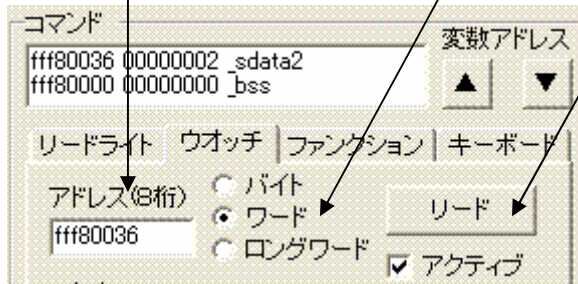 コマンド
変数アドレス
fff80036 00000002 _sdata2
fff80000 00000000 _bss
▲ ▼
リードライト ウオッチ ファンクション キーボード
アドレス(8桁)
バイト
ワード
リード
fff80036
ロングワード
アクティブ